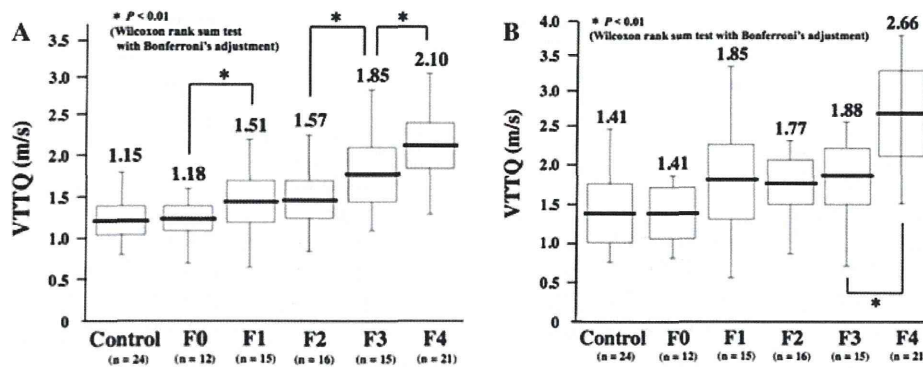 A
* P < 0.01
(Wilcoxon rank sum test
with Bonferroni's adjustment)
VTTQ (m/s)
3.5
3.0
2.5
2.0
1.5
1.0
0.5
0
1.15
1.18
1.51
1.57
1.85
2.10
*
*
*
Control F0 F1 F2 F3 F4
(n = 24) (n = 12) (n = 15) (n = 16) (n = 15) (n = 21)
B
* P < 0.01
(Wilcoxon rank sum test with Bonferroni's adjustment)
VTTQ (m/s)
4.0
3.5
4.0
3.0
2.5
2.0
1.5
1.0
0.5
0
1.41
1.41
1.85
1.77
1.88
2.66
*
Control F0 F1 F2 F3 F4
(n = 24) (n = 12) (n = 15) (n = 16) (n = 15) (n = 21